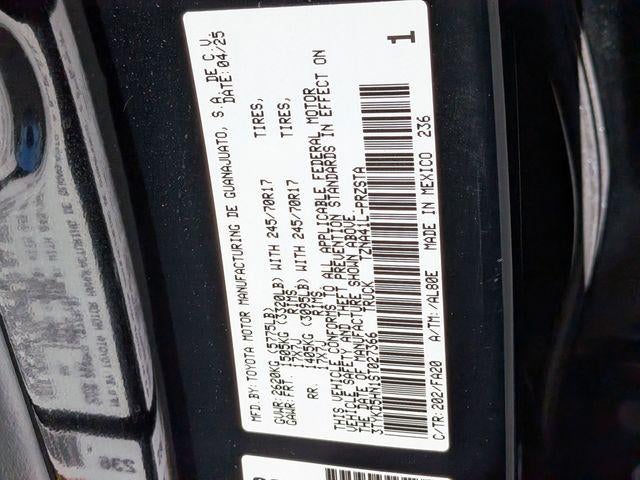 MFD.BY:TOYOTA MOTOR MANUFACTURING DE GUANAJUATO, S.A. DE C.V.
DATE:04/25
GVWR:2620KG (5775LB)
GAWR:FRT. 1505KG (3320LB) WITH 245/70R17 TIRES,
17X7J RIMS
RR. 1405KG (3095LB) WITH 245/70R17 TIRES,
17X7J RIMS
THIS VEHICLE CONFORMS TO ALL APPLICABLE FEDERAL MOTOR
VEHICLE SAFETY AND THEFT PREVENTION STANDARDS IN EFFECT ON
THE DATE OF MANUFACTURE SHOWN ABOVE.
TRUCK TZNA41L-PRZSTA
C/TR:202/FA20 A/TM: /AL80E MADE IN MEXICO 236
1